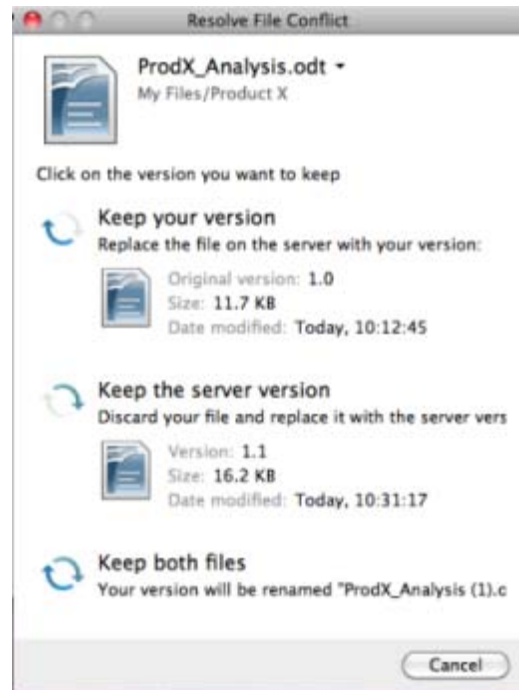 Resolve File Conflict
ProdX_Analysis.odt
My Files/Product X
Click on the version you want to keep
Keep your version
Replace the file on the server with your version:
Original version: 1.0
Size: 11.7 KB
Date modified: Today, 10:12:45
Keep the server version
Discard your file and replace it with the server vers
Version: 1.1
Size: 16.2 KB
Date modified: Today, 10:31:17
Keep both files
Your version will be renamed "ProdX_Analysis (1).o
Cancel